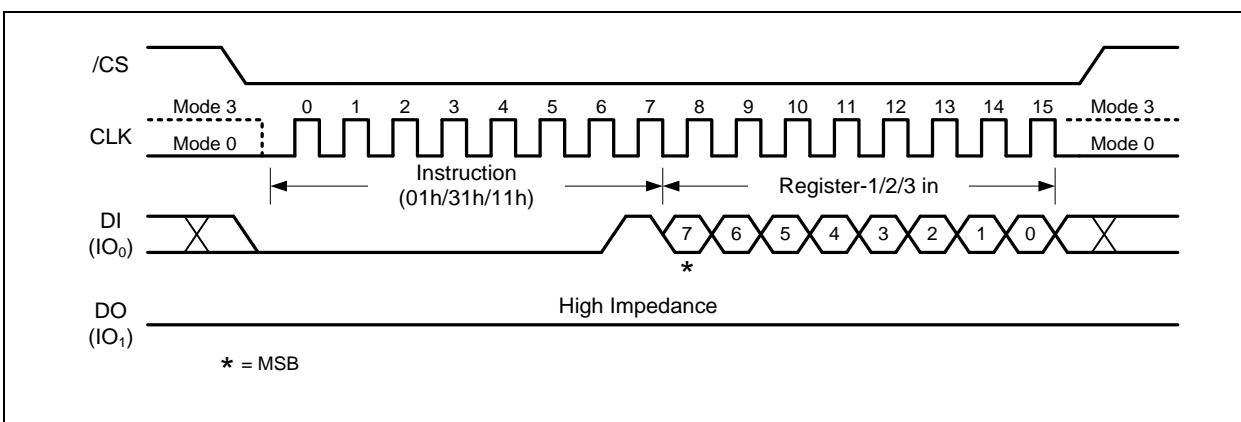 /CS
0 1 2 3 4 5 6 7 8 9 10 11 12 13 14 15
Mode 3 Mode 3
CLK
Mode 0 Mode 0
Instruction
(01h/31h/11h)
Register-1/2/3 in
DI
(IO₀)
7 6 5 4 3 2 1 0
*
High Impedance
DO
(IO₁)
* = MSB